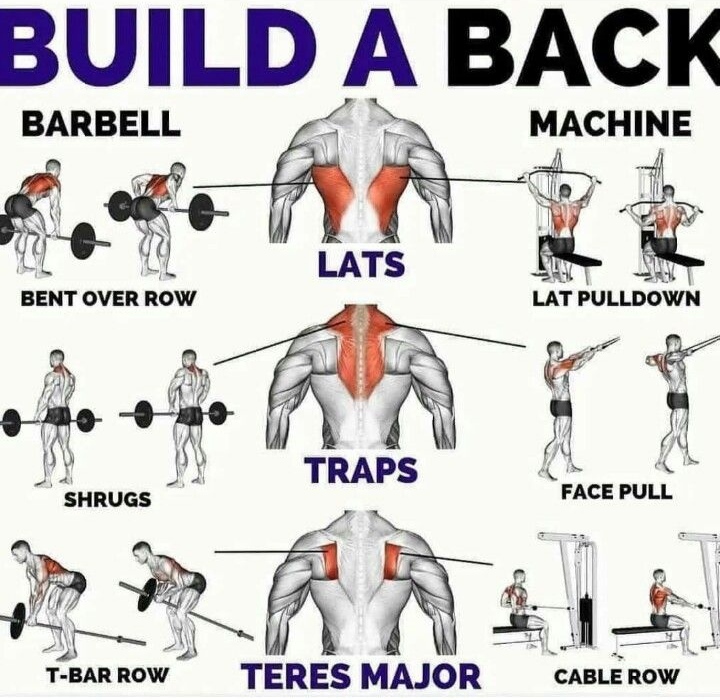 BUILD A BACK
BARBELL
MACHINE
LATS
BENT OVER ROW
LAT PULLDOWN
TRAPS
SHRUGS
FACE PULL
T-BAR ROW
TERES MAJOR
CABLE ROW